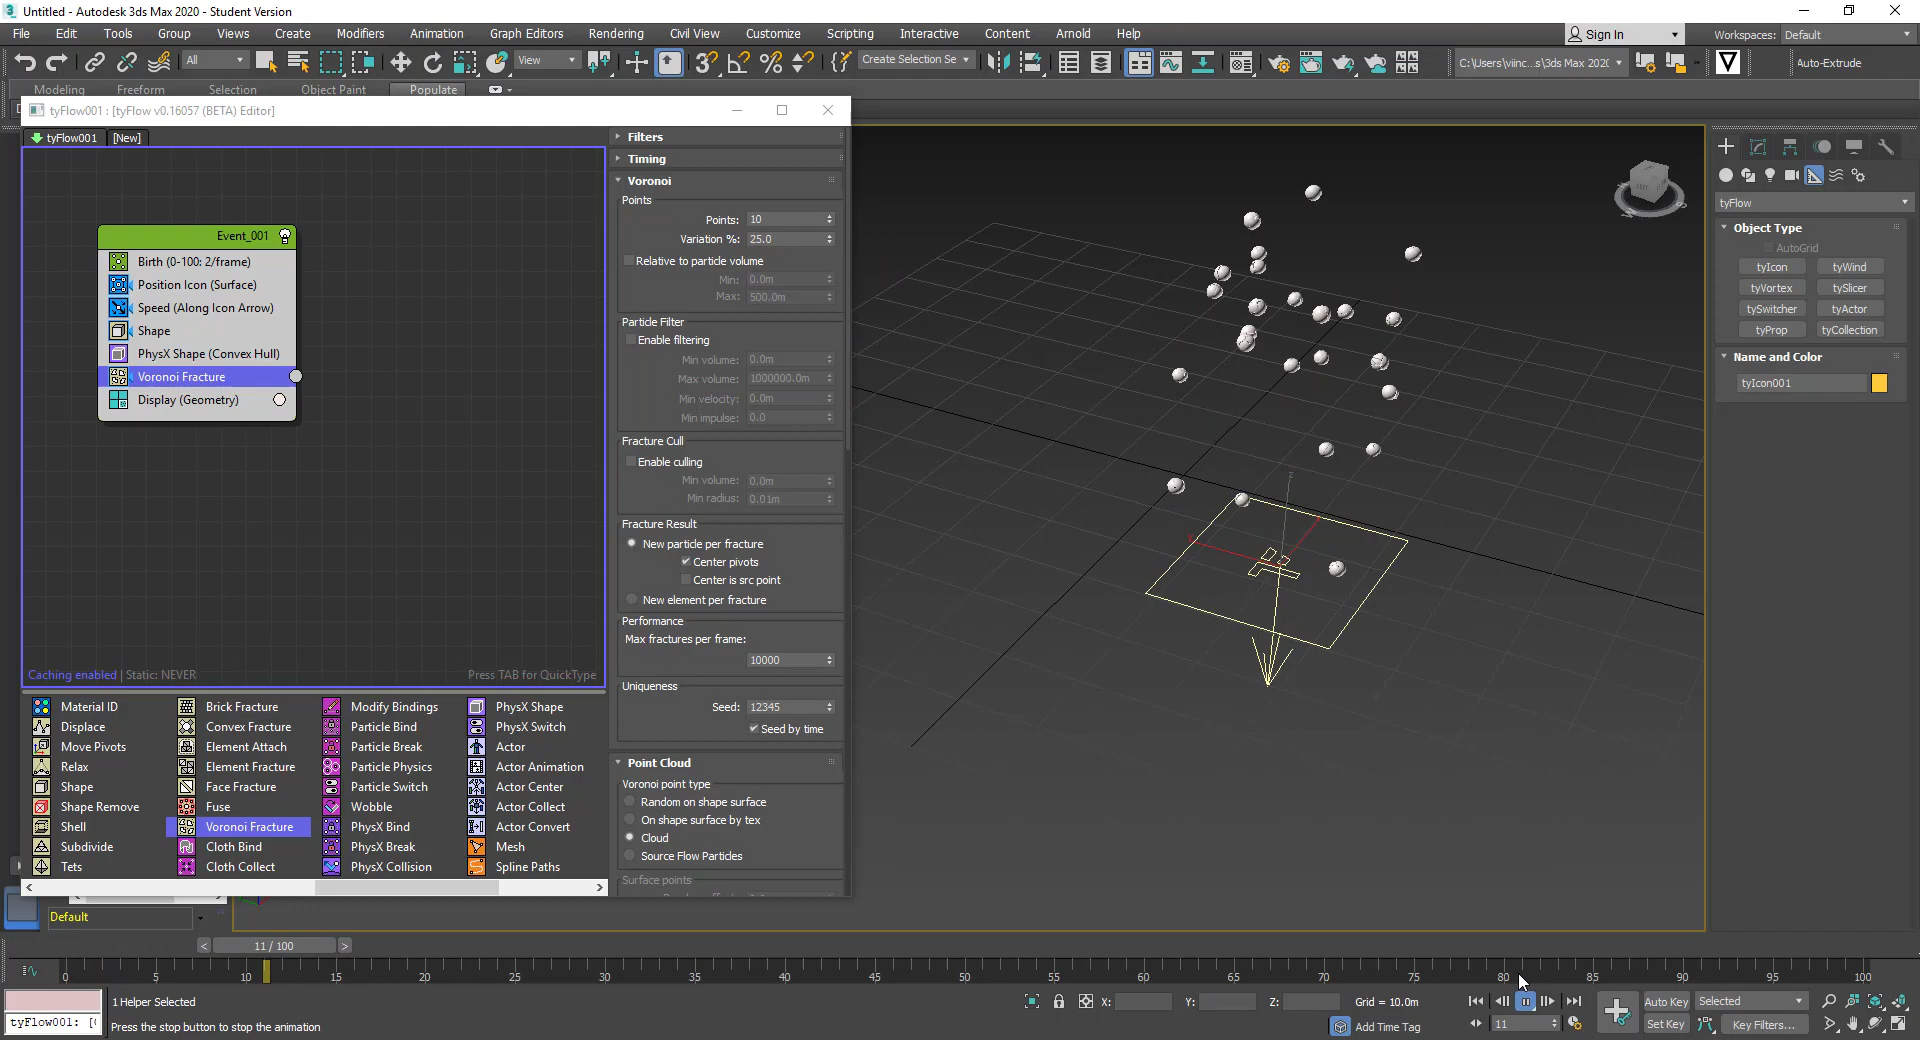 Untitled - Autodesk 3ds Max 2020 - Student Version
File Edit Tools Group Views Create Modifiers Animation Graph Editors Rendering Civil View Customize Scripting Interactive Content Arnold Help Sign In Workspaces: Default
All View Create Selection Se C:\Users\viinc...s\3ds Max 202( Auto-Extrude
Modeling Freeform Selection Object Paint Populate
tyFlow001 : [tyFlow v0.16057 (BETA) Editor]
tyFlow001 [New]
Event_001
Birth (0-100: 2/frame)
Position Icon (Surface)
Speed (Along Icon Arrow)
Shape
PhysX Shape (Convex Hull)
Voronoi Fracture
Display (Geometry)
Caching enabled | Static: NEVER Press TAB for QuickType
Filters
Timing
Voronoi
Points
Points: 10
Variation %: 25.0
Relative to particle volume
Min: 0.0m
Max: 500.0m
Particle Filter
Enable filtering
Min volume: 0.0m
Max volume: 1000000.0m
Min velocity: 0.0m
Min impulse: 0.0
Fracture Cull
Enable culling
Min volume: 0.0m
Min radius: 0.01m
Fracture Result
New particle per fracture
Center pivots
Center is src point
New element per fracture
Performance
Max fractures per frame:
10000
Uniqueness
Seed: 12345
Seed by time
Point Cloud
Voronoi point type
Random on shape surface
On shape surface by tex
Cloud
Source Flow Particles
Surface points
Material ID Brick Fracture Modify Bindings PhysX Shape
Displace Convex Fracture Particle Bind PhysX Switch
Move Pivots Element Attach Particle Break Actor
Relax Element Fracture Particle Physics Actor Animation
Shape Face Fracture Particle Switch Actor Center
Shape Remove Fuse Wobble Actor Collect
Shell Voronoi Fracture PhysX Bind Actor Convert
Subdivide Cloth Bind PhysX Break Mesh
Tets Cloth Collect PhysX Collision Spline Paths
tyFlow
Object Type
AutoGrid
tyIcon tyWind
tyVortex tySlicer
tySwitcher tyActor
tyProp tyCollection
Name and Color
tyIcon001
Default
< 11 / 100 >
0 5 10 15 20 25 30 35 40 45 50 55 60 65 70 75 80 85 90 95 100
1 Helper Selected X: Y: Z: Grid = 10.0m Auto Key Selected
tyFlow001: [( Press the stop button to stop the animation Add Time Tag 11 Set Key Key Filters...